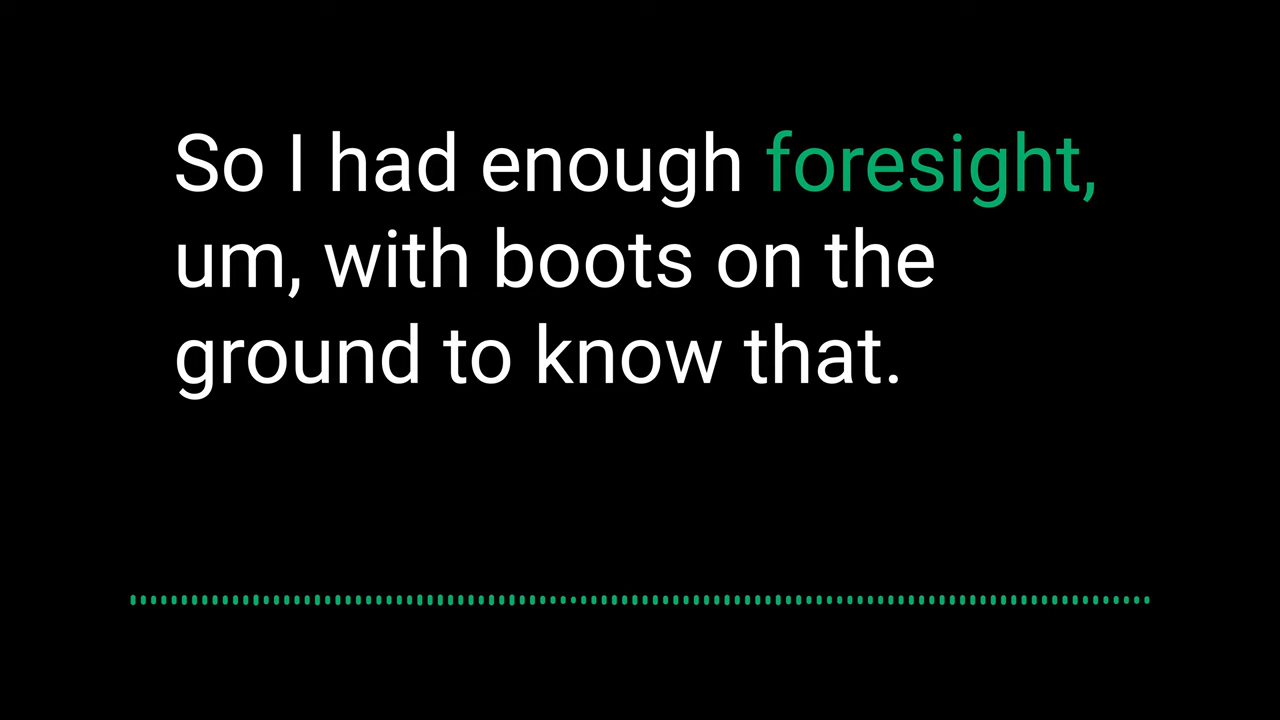 So I had enough foresight,
um, with boots on the
ground to know that.